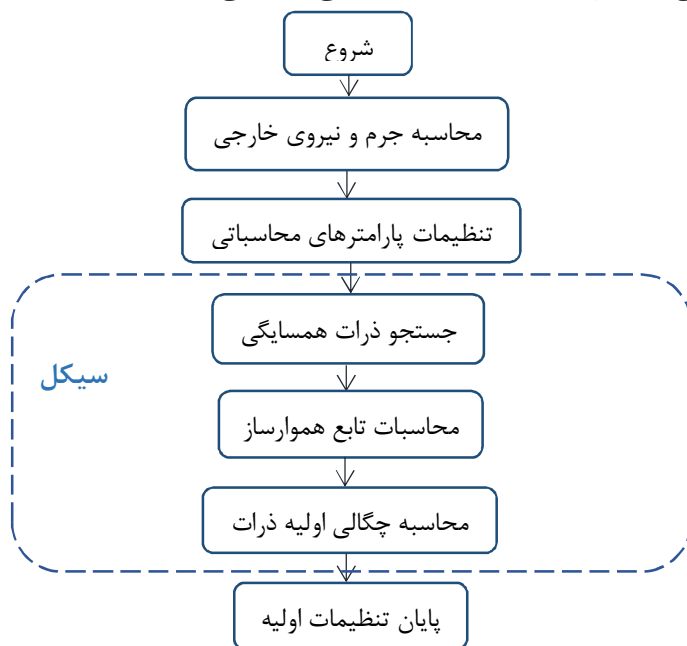 شروع
محاسبه جرم و نیروی خارجی
تنظیمات پارامترهای محاسباتی
جستجو ذرات همسایگی
سیکل
محاسبات تابع هموارساز
محاسبه چگالی اولیه ذرات
پایان تنظیمات اولیه